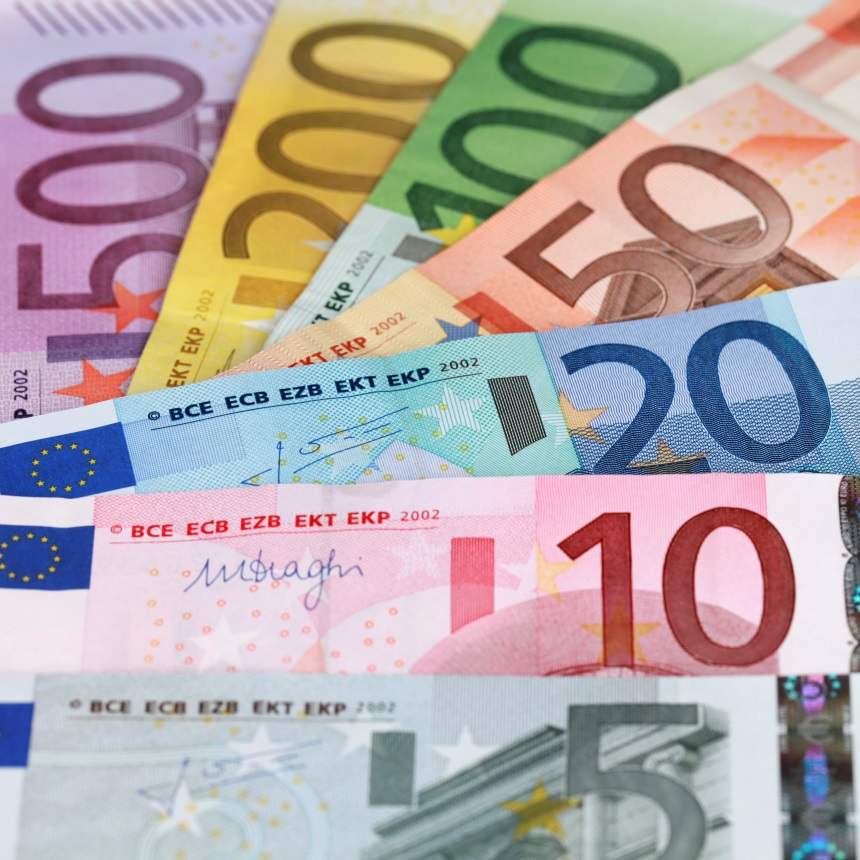 500
200
100
50
P 2002
EKT EKP 2002
EKP 2002
EKT EKP 2002
© BCE ECB EZB EKT EKP 2002
20
© BCE ECB EZB EKT EKP 2002
MDraghi
10
© BCE ECB EZB EKT EKP 2002
5